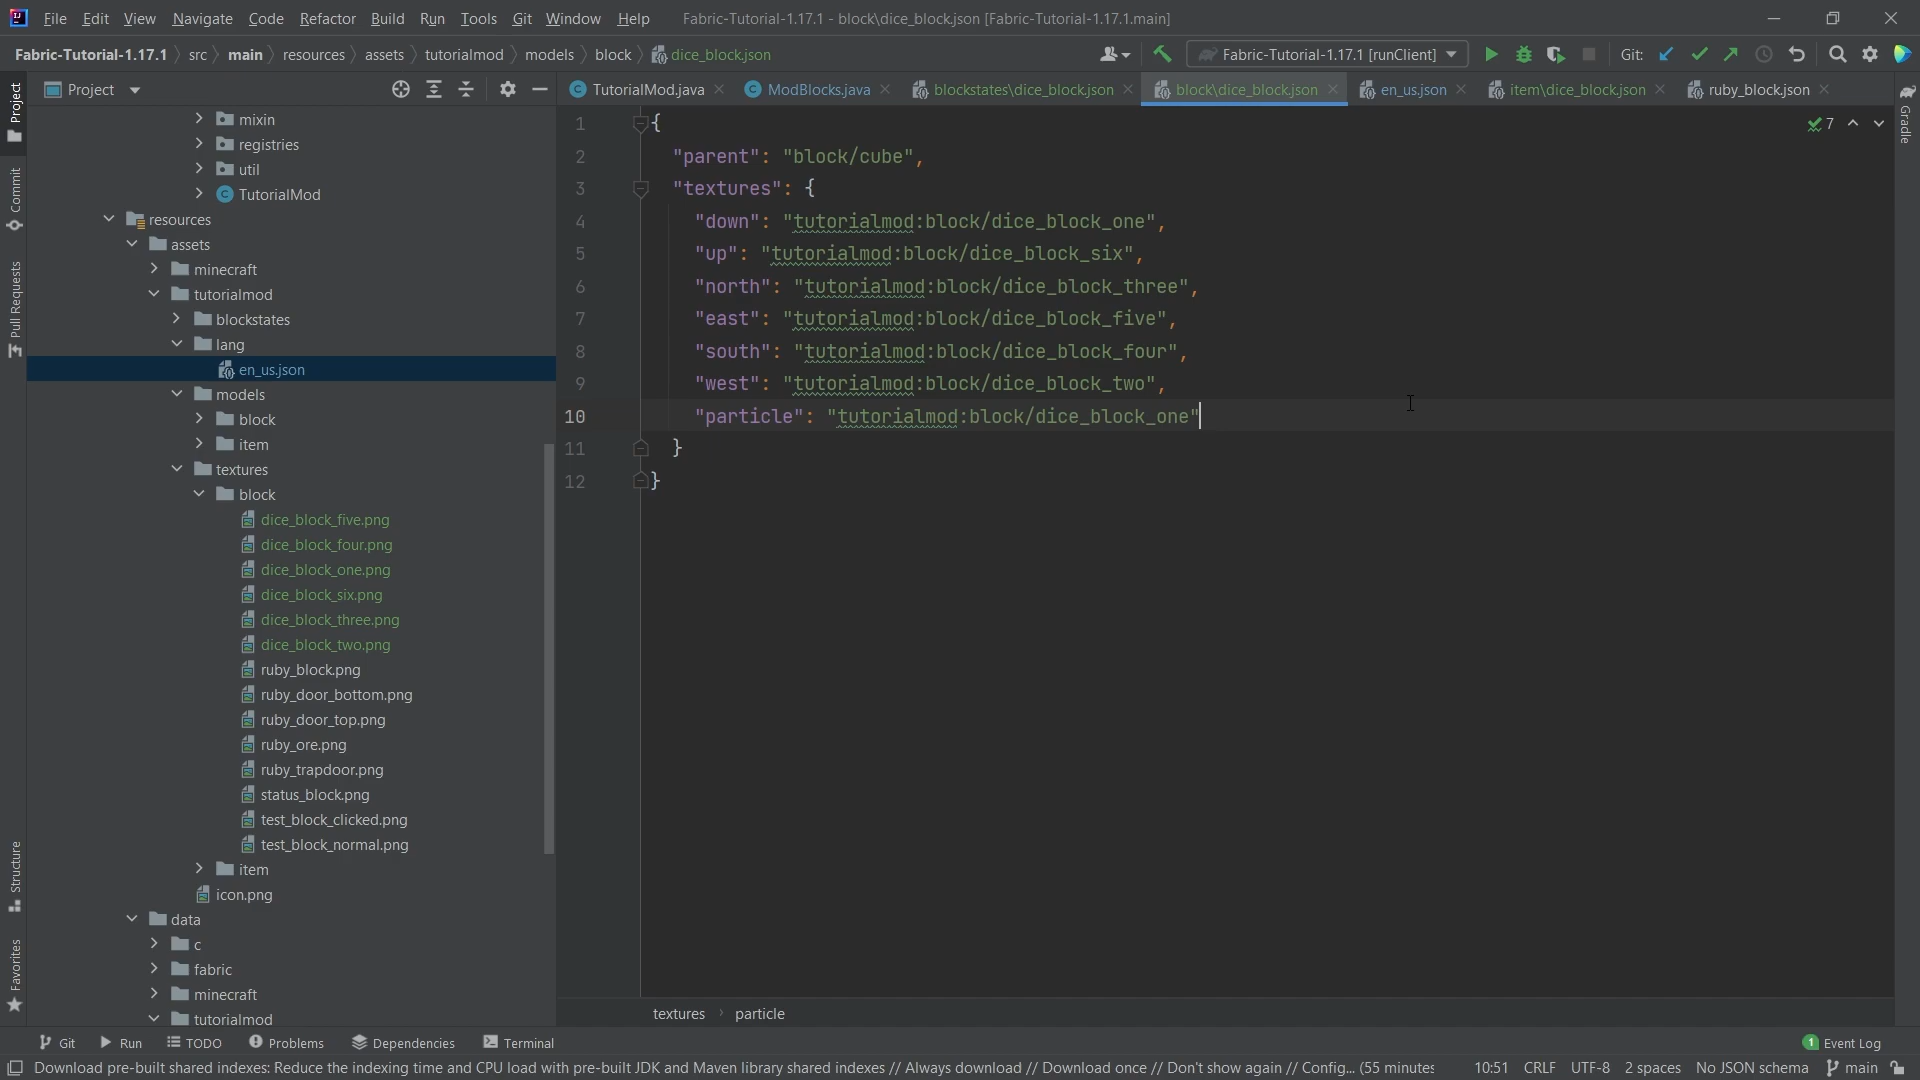 File Edit View Navigate Code Refactor Build Run Tools Git Window Help Fabric-Tutorial-1.17.1 - block\dice_block.json [Fabric-Tutorial-1.17.1.main]
Fabric-Tutorial-1.17.1 src main resources assets tutorialmod models block dice_block.json Fabric-Tutorial-1.17.1 [runClient] Git:
Project TutorialMod.java ModBlocks.java blockstates\dice_block.json block\dice_block.json en_us.json item\dice_block.json ruby_block.json
Project
Commit
Pull Requests
Structure
Favorites
Gradle
mixin
registries
util
TutorialMod
resources
assets
minecraft
tutorialmod
blockstates
lang
en_us.json
models
block
item
textures
block
dice_block_five.png
dice_block_four.png
dice_block_one.png
dice_block_six.png
dice_block_three.png
dice_block_two.png
ruby_block.png
ruby_door_bottom.png
ruby_door_top.png
ruby_ore.png
ruby_trapdoor.png
status_block.png
test_block_clicked.png
test_block_normal.png
item
icon.png
data
c
fabric
minecraft
tutorialmod
7
1 {
2 "parent": "block/cube",
3 "textures": {
4 "down": "tutorialmod:block/dice_block_one",
5 "up": "tutorialmod:block/dice_block_six",
6 "north": "tutorialmod:block/dice_block_three",
7 "east": "tutorialmod:block/dice_block_five",
8 "south": "tutorialmod:block/dice_block_four",
9 "west": "tutorialmod:block/dice_block_two",
10 "particle": "tutorialmod:block/dice_block_one"
11 }
12 }
textures particle
Git Run TODO Problems Dependencies Terminal 1 Event Log
Download pre-built shared indexes: Reduce the indexing time and CPU load with pre-built JDK and Maven library shared indexes // Always download // Download once // Don't show again // Config... (55 minutes 10:51 CRLF UTF-8 2 spaces No JSON schema main